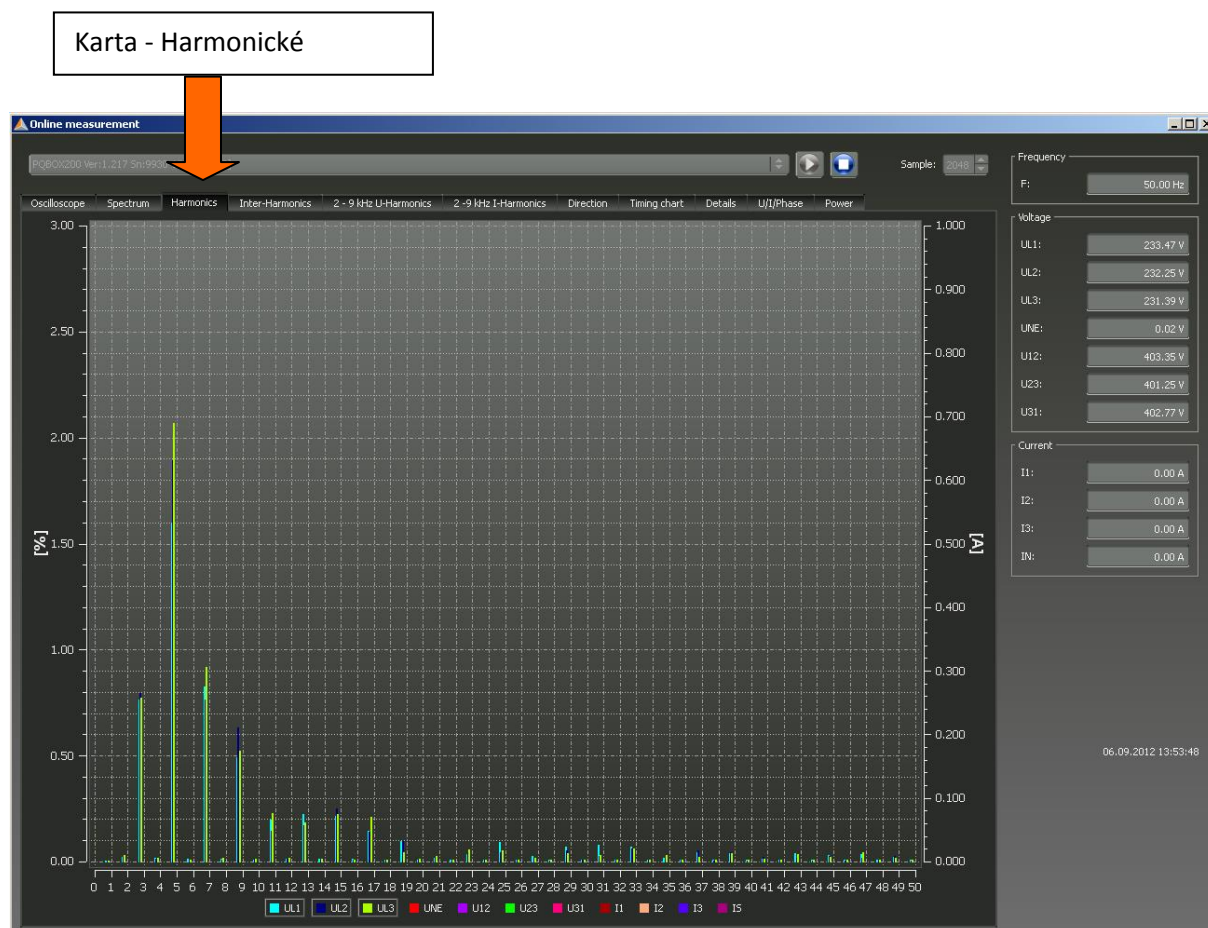 Karta - Harmonické
Online measurement
PQBOX200 Ver:1.217
Sample: 2048
Oscilloscope Spectrum Harmonics Inter-Harmonics 2 - 9 kHz U-Harmonics 2 -9 kHz I-Harmonics Direction Timing chart Details U/I/Phase Power
Frequency
F: 50.00 Hz
Voltage
UL1: 233.47 V
UL2: 232.25 V
UL3: 231.39 V
UNE: 0.02 V
U12: 403.35 V
U23: 401.25 V
U31: 402.77 V
Current
I1: 0.00 A
I2: 0.00 A
I3: 0.00 A
IN: 0.00 A
06.09.2012 13:53:48
3.00
2.50
2.00
1.50
1.00
0.50
0.00
[%]
1.000
0.900
0.800
0.700
0.600
0.500
0.400
0.300
0.200
0.100
0.000
[A]
0 1 2 3 4 5 6 7 8 9 10 11 12 13 14 15 16 17 18 19 20 21 22 23 24 25 26 27 28 29 30 31 32 33 34 35 36 37 38 39 40 41 42 43 44 45 46 47 48 49 50
UL1 UL2 UL3 UNE U12 U23 U31 I1 I2 I3 IS